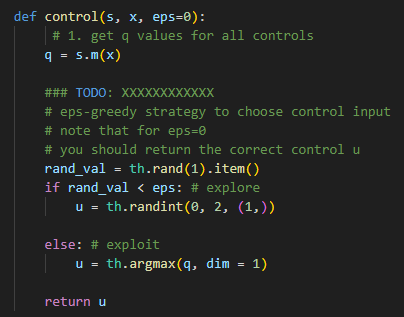 def control(s, x, eps=0):
# 1. get q values for all controls
q = s.m(x)
### TODO: XXXXXXXXXXXX
# eps-greedy strategy to choose control input
# note that for eps=0
# you should return the correct control u
rand_val = th.rand(1).item()
if rand_val < eps: # explore
u = th.randint(0, 2, (1,))
else: # exploit
u = th.argmax(q, dim = 1)
return u